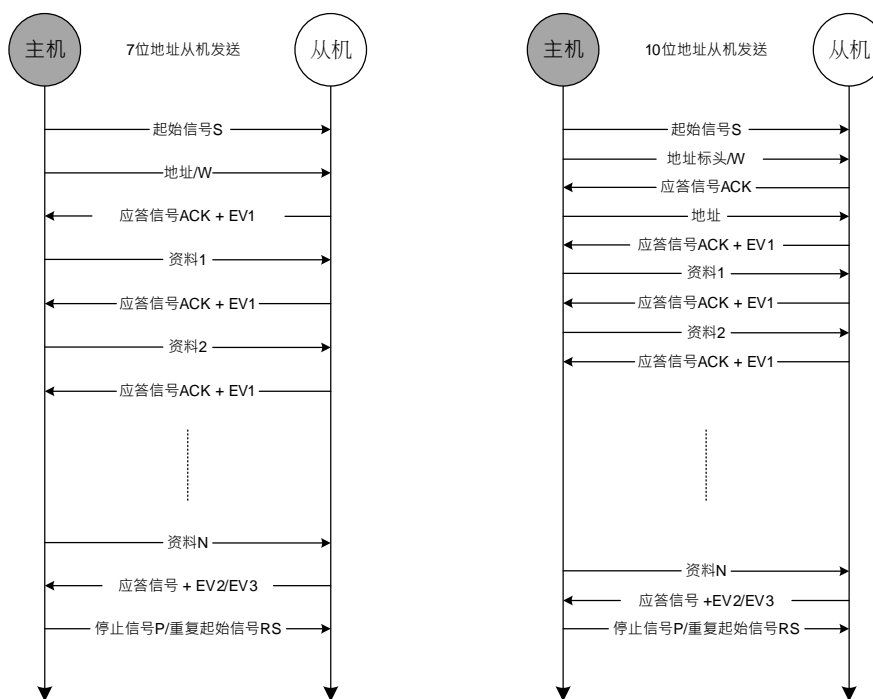 主机
7位地址从机发送
从机
起始信号S
地址/W
应答信号ACK + EV1
资料1
应答信号ACK + EV1
资料2
应答信号ACK + EV1
资料N
应答信号 + EV2/EV3
停止信号P/重复起始信号RS
主机
10位地址从机发送
从机
起始信号S
地址标头/W
应答信号ACK
地址
应答信号ACK + EV1
资料1
应答信号ACK + EV1
资料2
应答信号ACK + EV1
资料N
应答信号 +EV2/EV3
停止信号P/重复起始信号RS